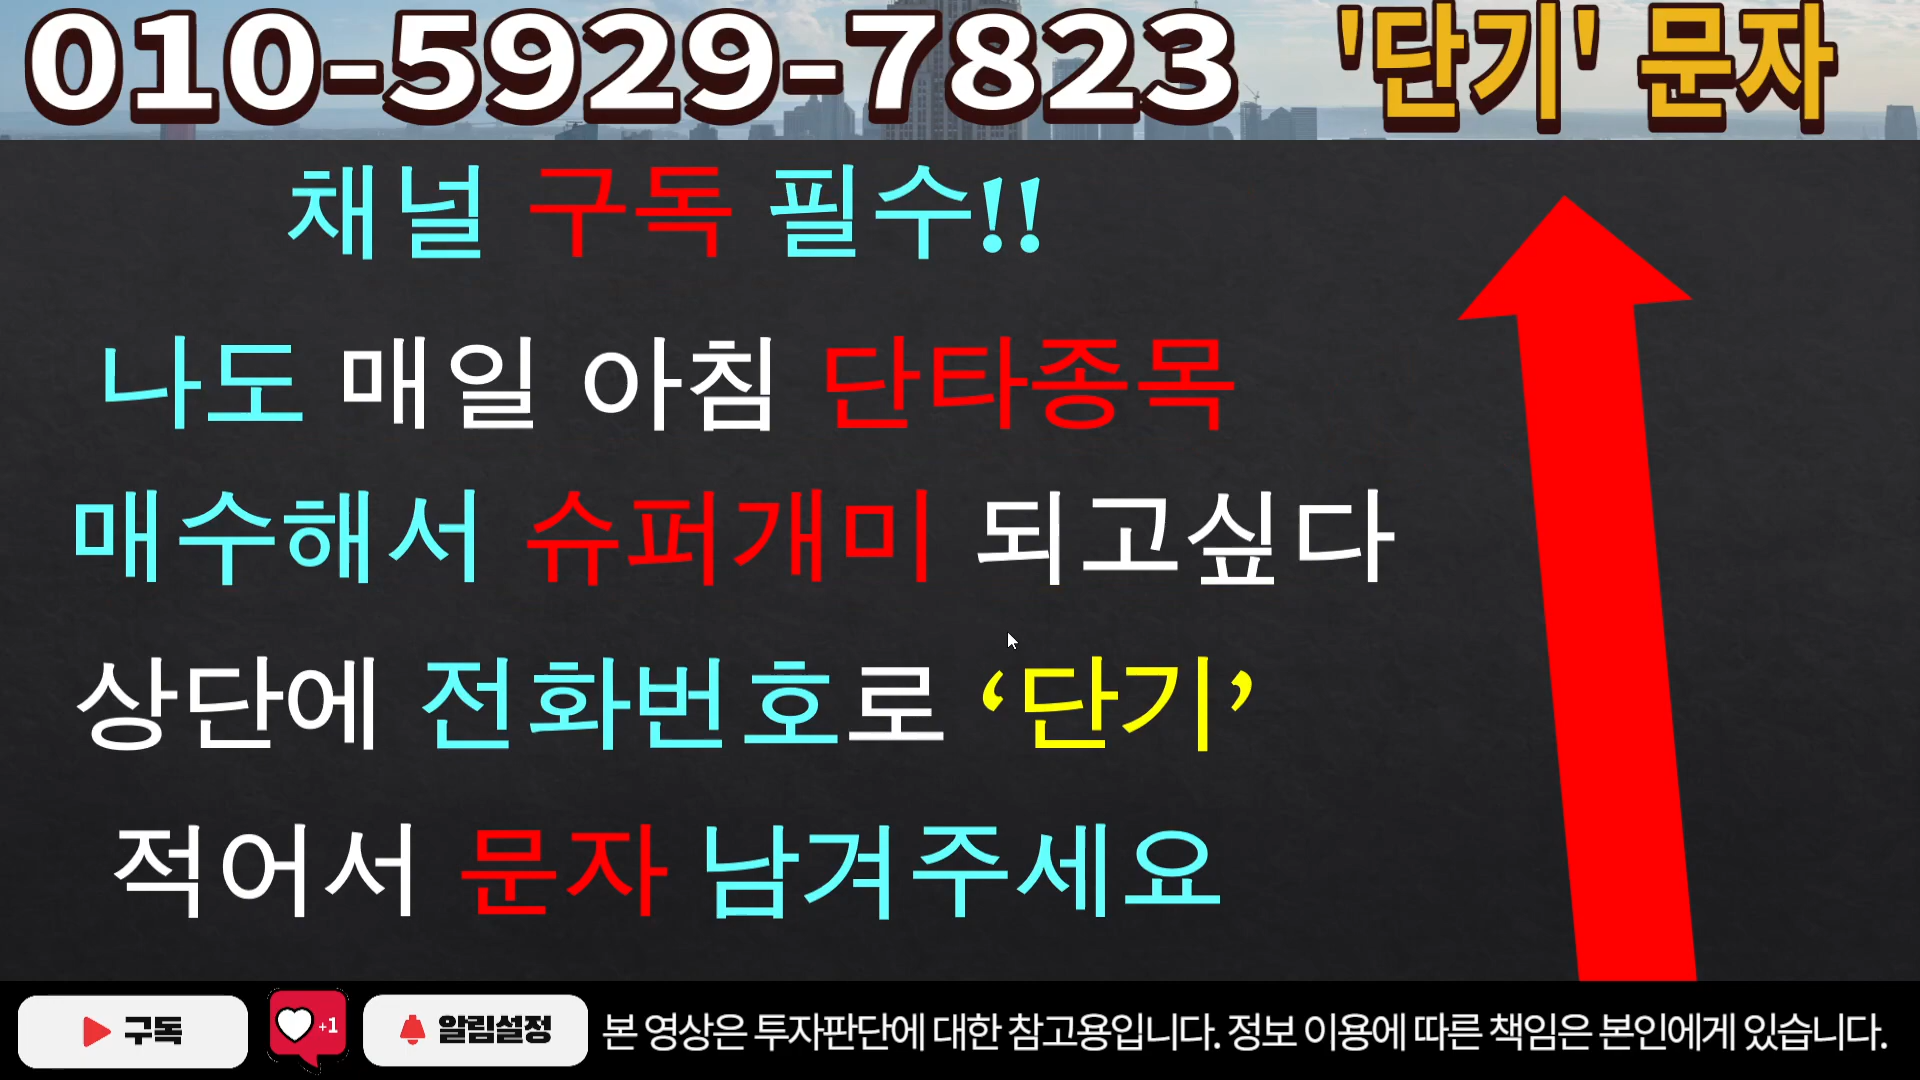 010-5929-7823 '단기' 문자
채널 구독 필수!!
나도 매일 아침 단타종목
매수해서 슈퍼개미 되고싶다
상단에 전화번호로 ‘단기’
적어서 문자 남겨주세요
구독 +1 알림설정 본 영상은 투자판단에 대한 참고용입니다. 정보 이용에 따른 책임은 본인에게 있습니다.